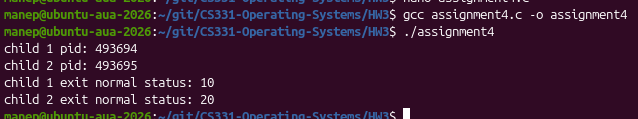 manep@ubuntu-aua-2026:~/git/CS331-Operating-Systems/HW3$ gcc assignment4.c -o assignment4
manep@ubuntu-aua-2026:~/git/CS331-Operating-Systems/HW3$ ./assignment4
child 1 pid: 493694
child 2 pid: 493695
child 1 exit normal status: 10
child 2 exit normal status: 20
manep@ubuntu-aua-2026:~/git/CS331-Operating-Systems/HW3$